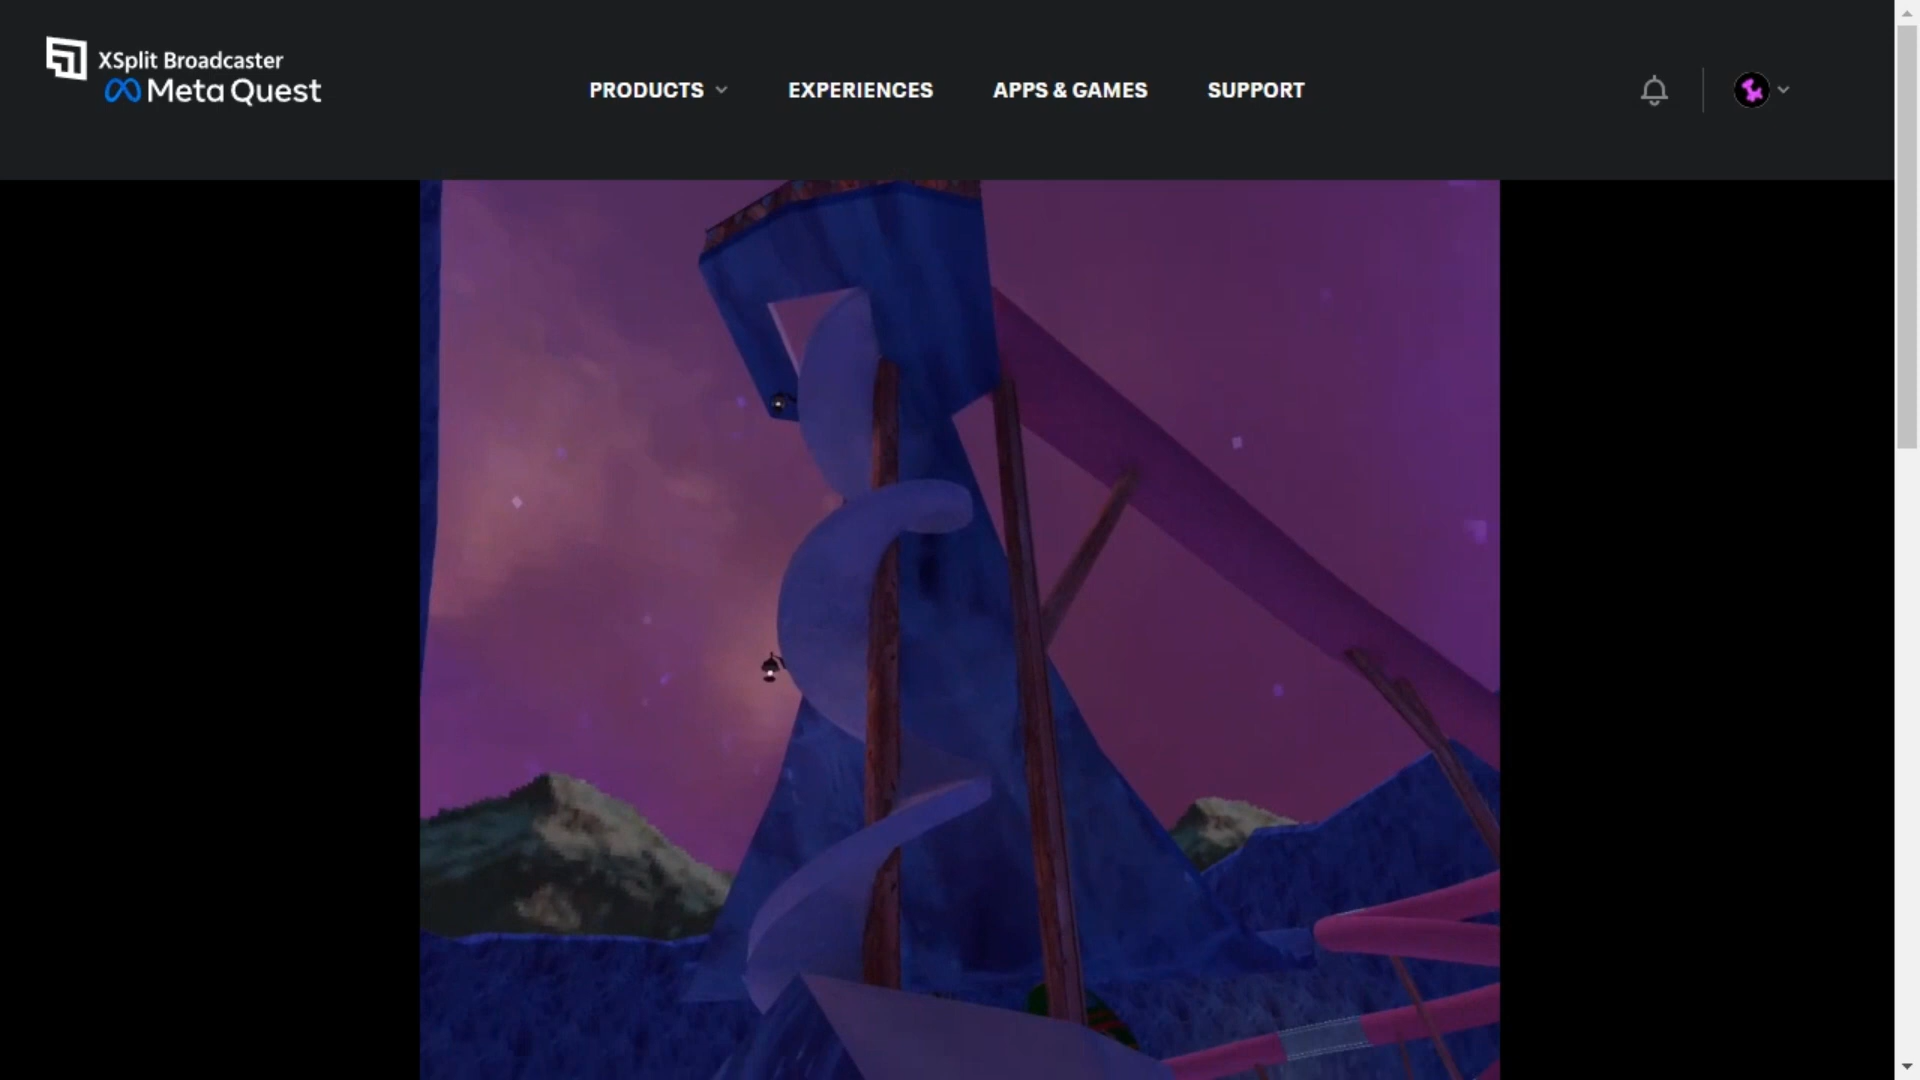 XSplit Broadcaster
Meta Quest
PRODUCTS
EXPERIENCES
APPS & GAMES
SUPPORT